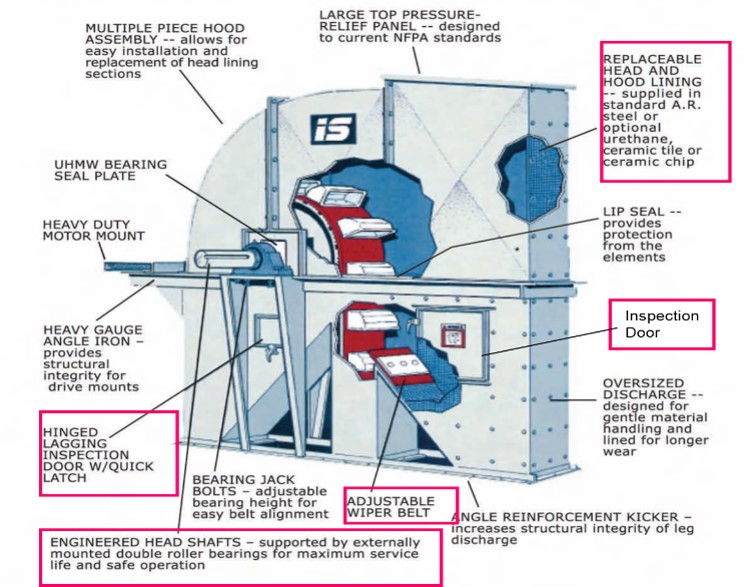 MULTIPLE PIECE HOOD
ASSEMBLY -- allows for
easy installation and
replacement of head lining
sections
LARGE TOP PRESSURE-
RELIEF PANEL -- designed
to current NFPA standards
REPLACEABLE
HEAD AND
HOOD LINING
-- supplied in
standard A.R.
steel or
optional
urethane,
ceramic tile or
ceramic chip
iS
UHMW BEARING
SEAL PLATE
HEAVY DUTY
MOTOR MOUNT
LIP SEAL --
provides
protection
from the
elements
HEAVY GAUGE
ANGLE IRON –
provides
structural
integrity for
drive mounts
Inspection
Door
OVERSIZED
DISCHARGE --
designed for
gentle material
handling and
lined for longer
wear
HINGED
LAGGING
INSPECTION
DOOR W/QUICK
LATCH
BEARING JACK
BOLTS – adjustable
bearing height for
easy belt alignment
ADJUSTABLE
WIPER BELT
ANGLE REINFORCEMENT KICKER –
increases structural integrity of leg
discharge
ENGINEERED HEAD SHAFTS – supported by externally
mounted double roller bearings for maximum service
life and safe operation